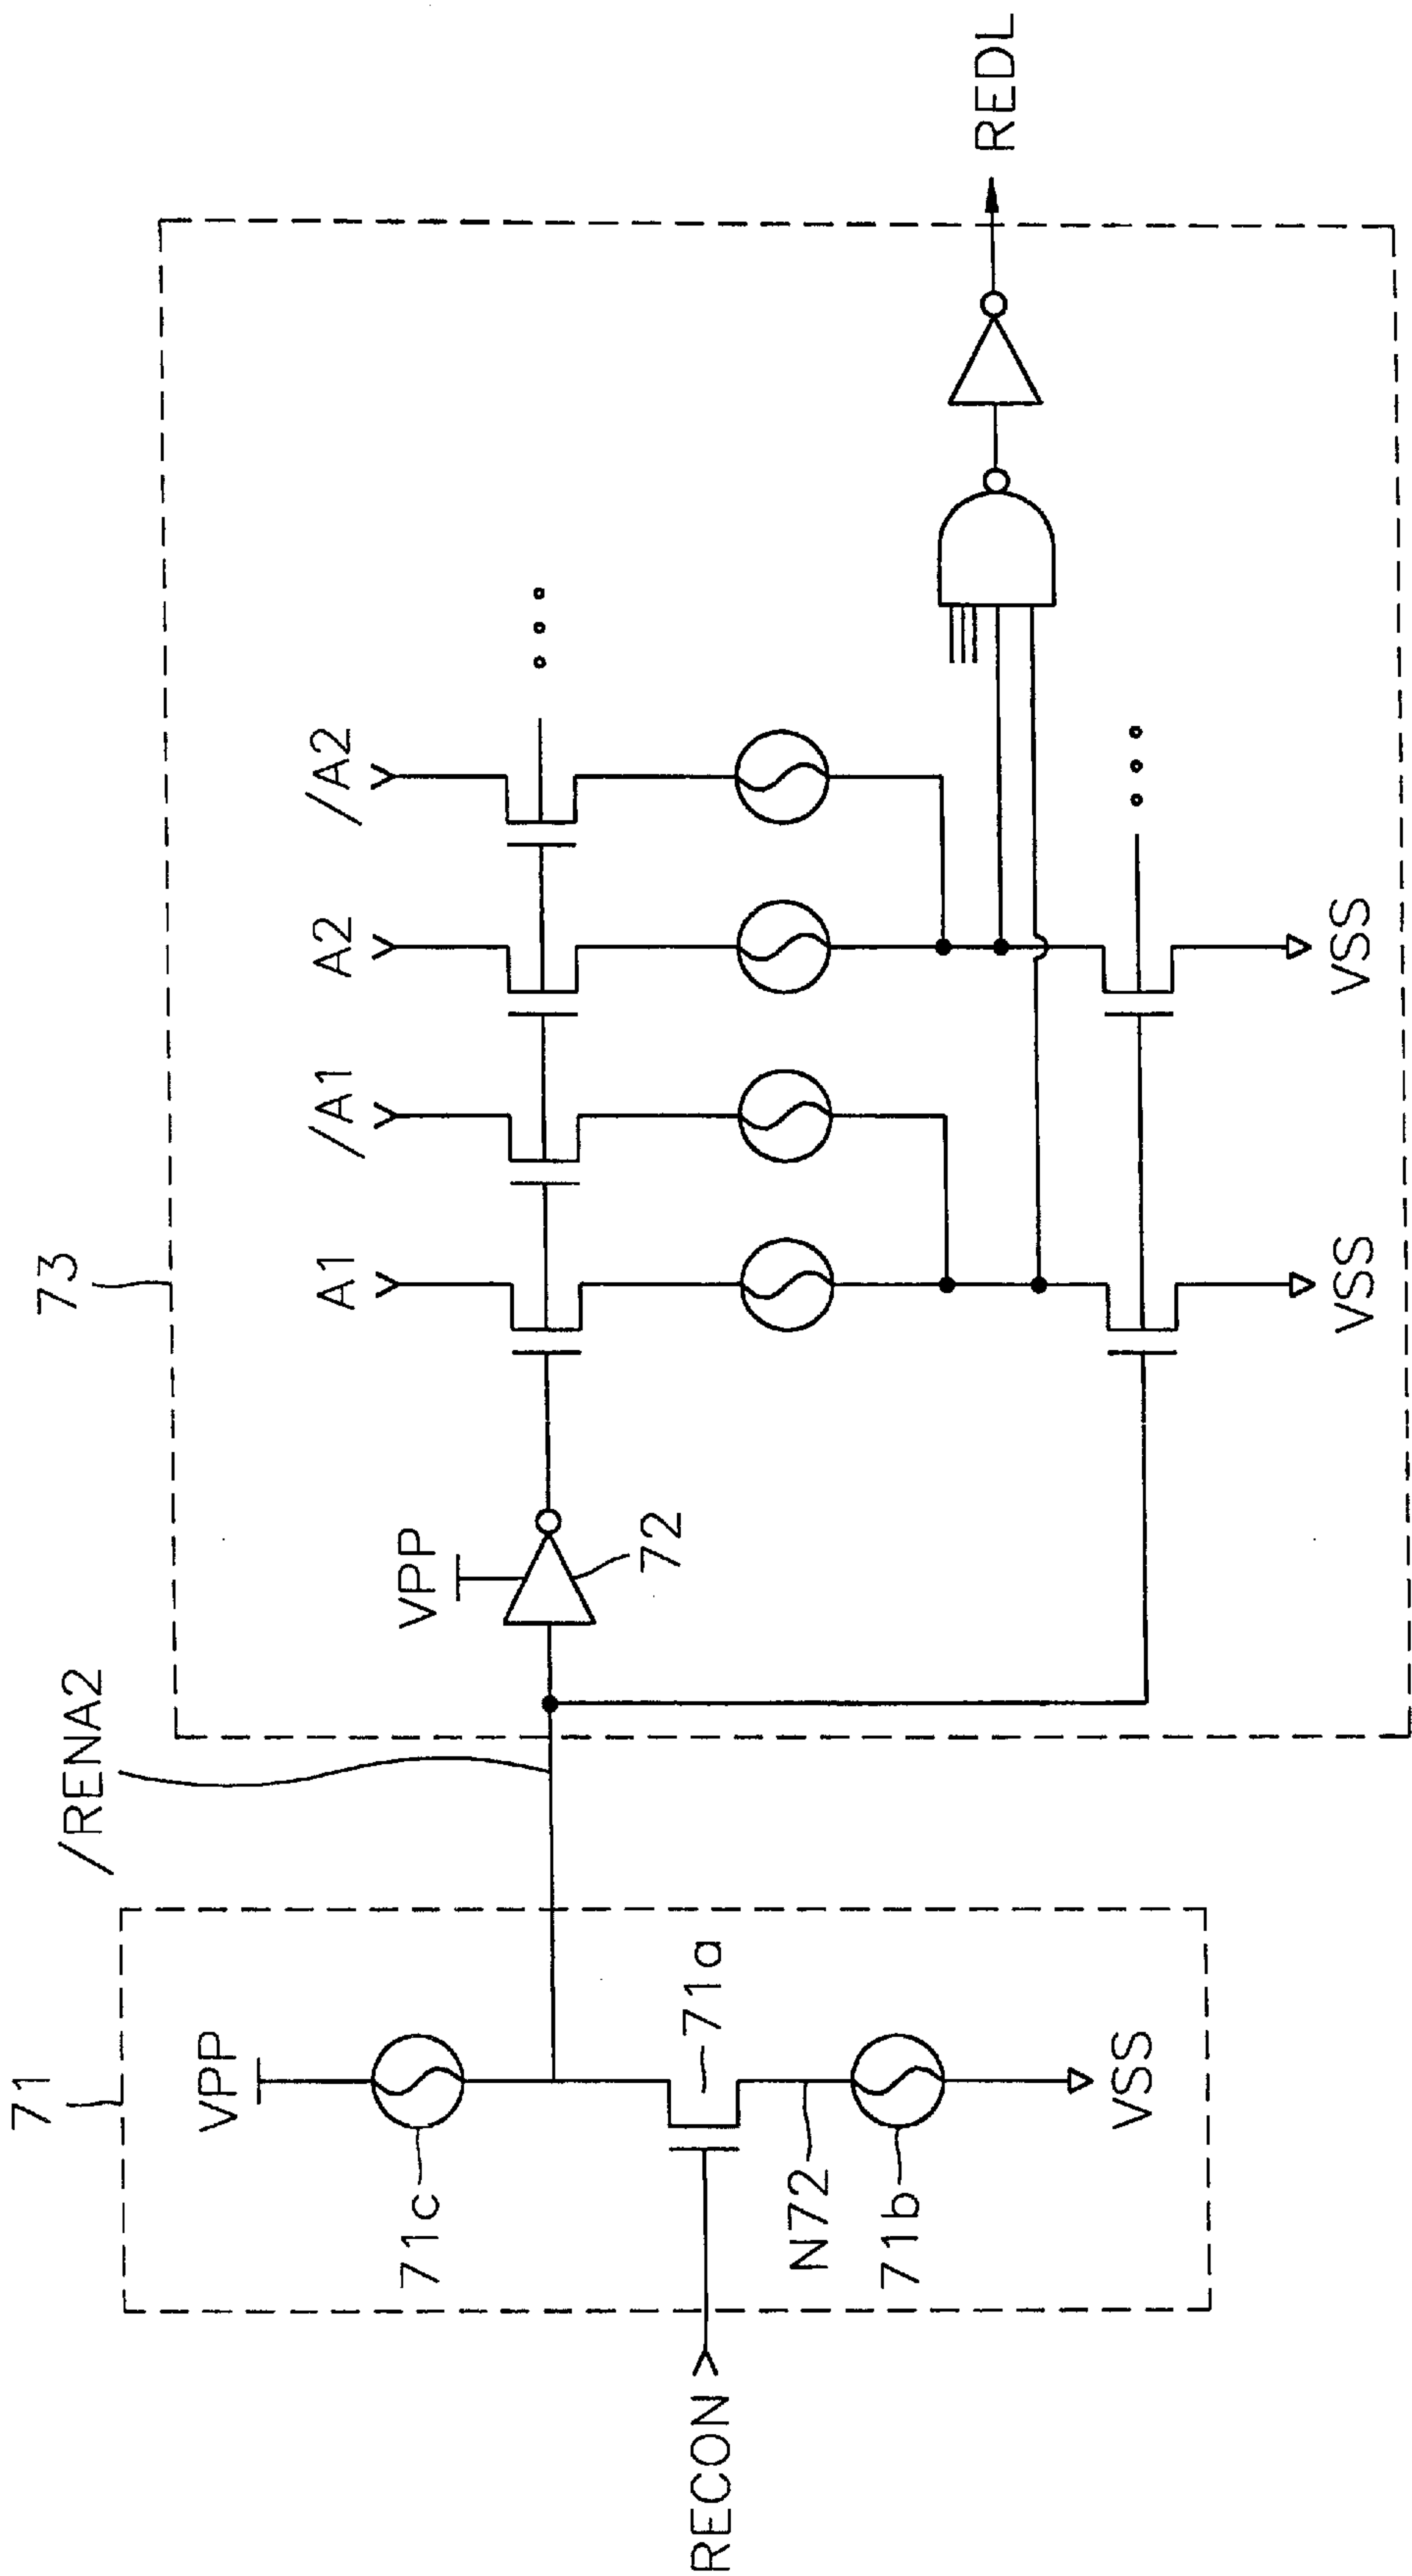 71
73
/RENA2
VPP
VPP
A1
/A1
A2
/A2
71c
71a
72
RECON
N72
71b
REDL
VSS
VSS
VSS